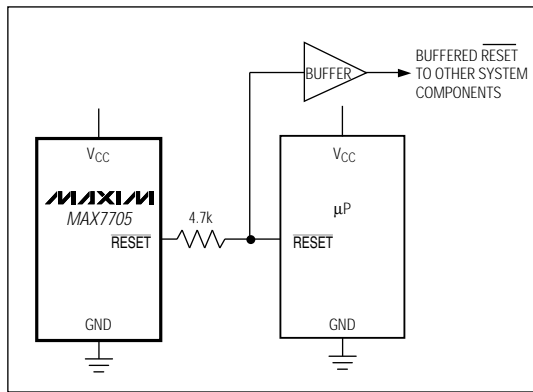 BUFFER
BUFFERED RESET
TO OTHER SYSTEM
COMPONENTS
VCC
MAXIM
MAX7705
RESET
GND
4.7k
VCC
μP
RESET
GND